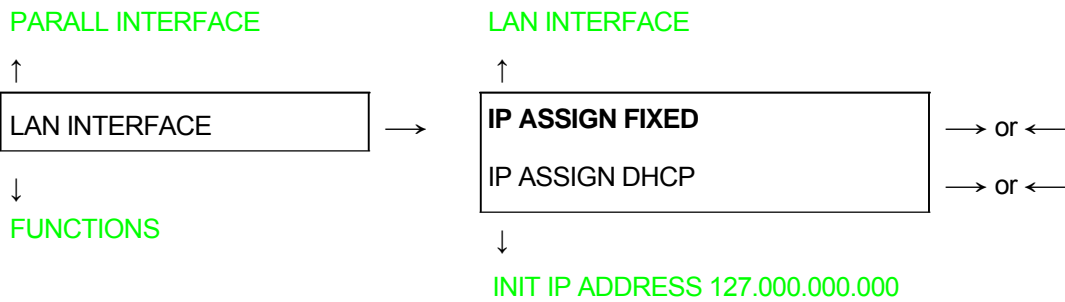 PARALL INTERFACE
LAN INTERFACE
↑
↑
LAN INTERFACE
→
IP ASSIGN FIXED
→ or ←
IP ASSIGN DHCP
→ or ←
↓
FUNCTIONS
↓
INIT IP ADDRESS 127.000.000.000